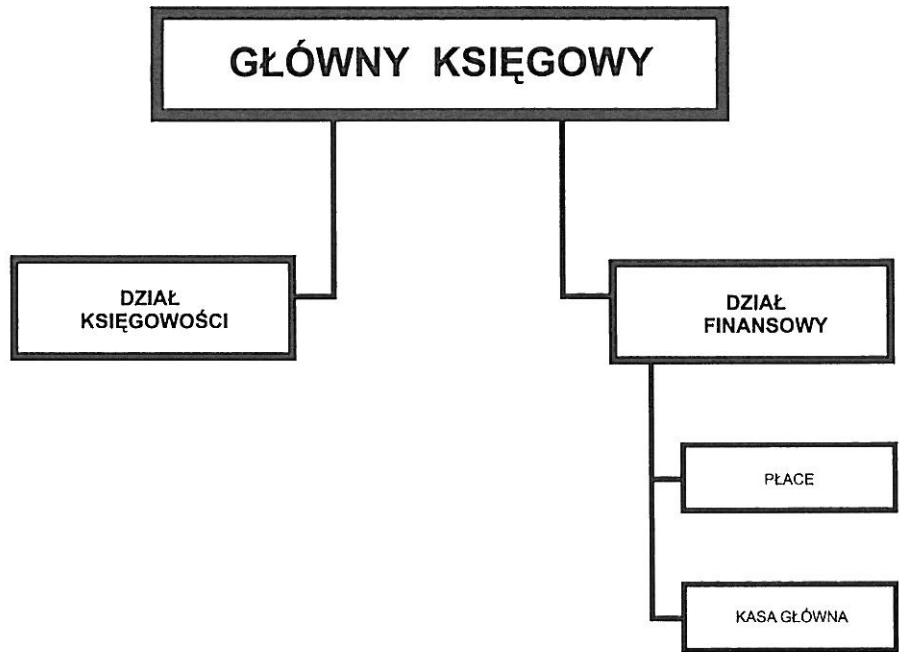 GŁÓWNY KSIĘGOWY
DZIAŁ
KSIĘGOWOŚCI
DZIAŁ
FINANSOWY
PŁACE
KASA GŁÓWNA